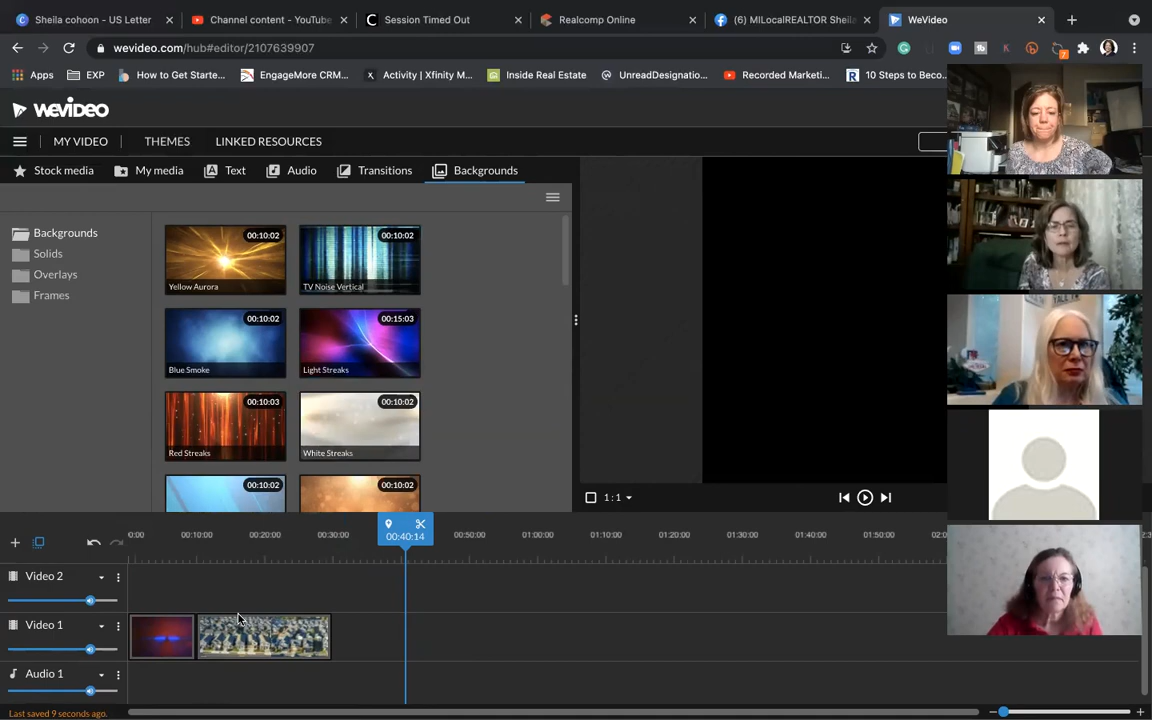 Sheila cohoon - US Letter
Channel content - YouTube
Session Timed Out
Realcomp Online
(6) MILocalREALTOR Sheila
WeVideo
wevideo.com/hub#editor/2107639907
7
Apps
EXP
How to Get Starte...
EngageMore CRM...
Activity | Xfinity M...
Inside Real Estate
UnreadDesignatio...
Recorded Marketi...
10 Steps to Beco...
wevideo
MY VIDEO
THEMES
LINKED RESOURCES
Stock media
My media
Text
Audio
Transitions
Backgrounds
Backgrounds
Solids
Overlays
Frames
00:10:02
Yellow Aurora
00:10:02
TV Noise Vertical
00:10:02
Blue Smoke
00:15:03
Light Streaks
00:10:03
Red Streaks
00:10:02
White Streaks
00:10:02
00:10:02
1:1
0:00
00:10:00
00:20:00
00:30:00
00:40:14
00:50:00
01:00:00
01:10:00
01:20:00
01:30:00
01:40:00
01:50:00
02:
Video 2
Video 1
Audio 1
Last saved 9 seconds ago.